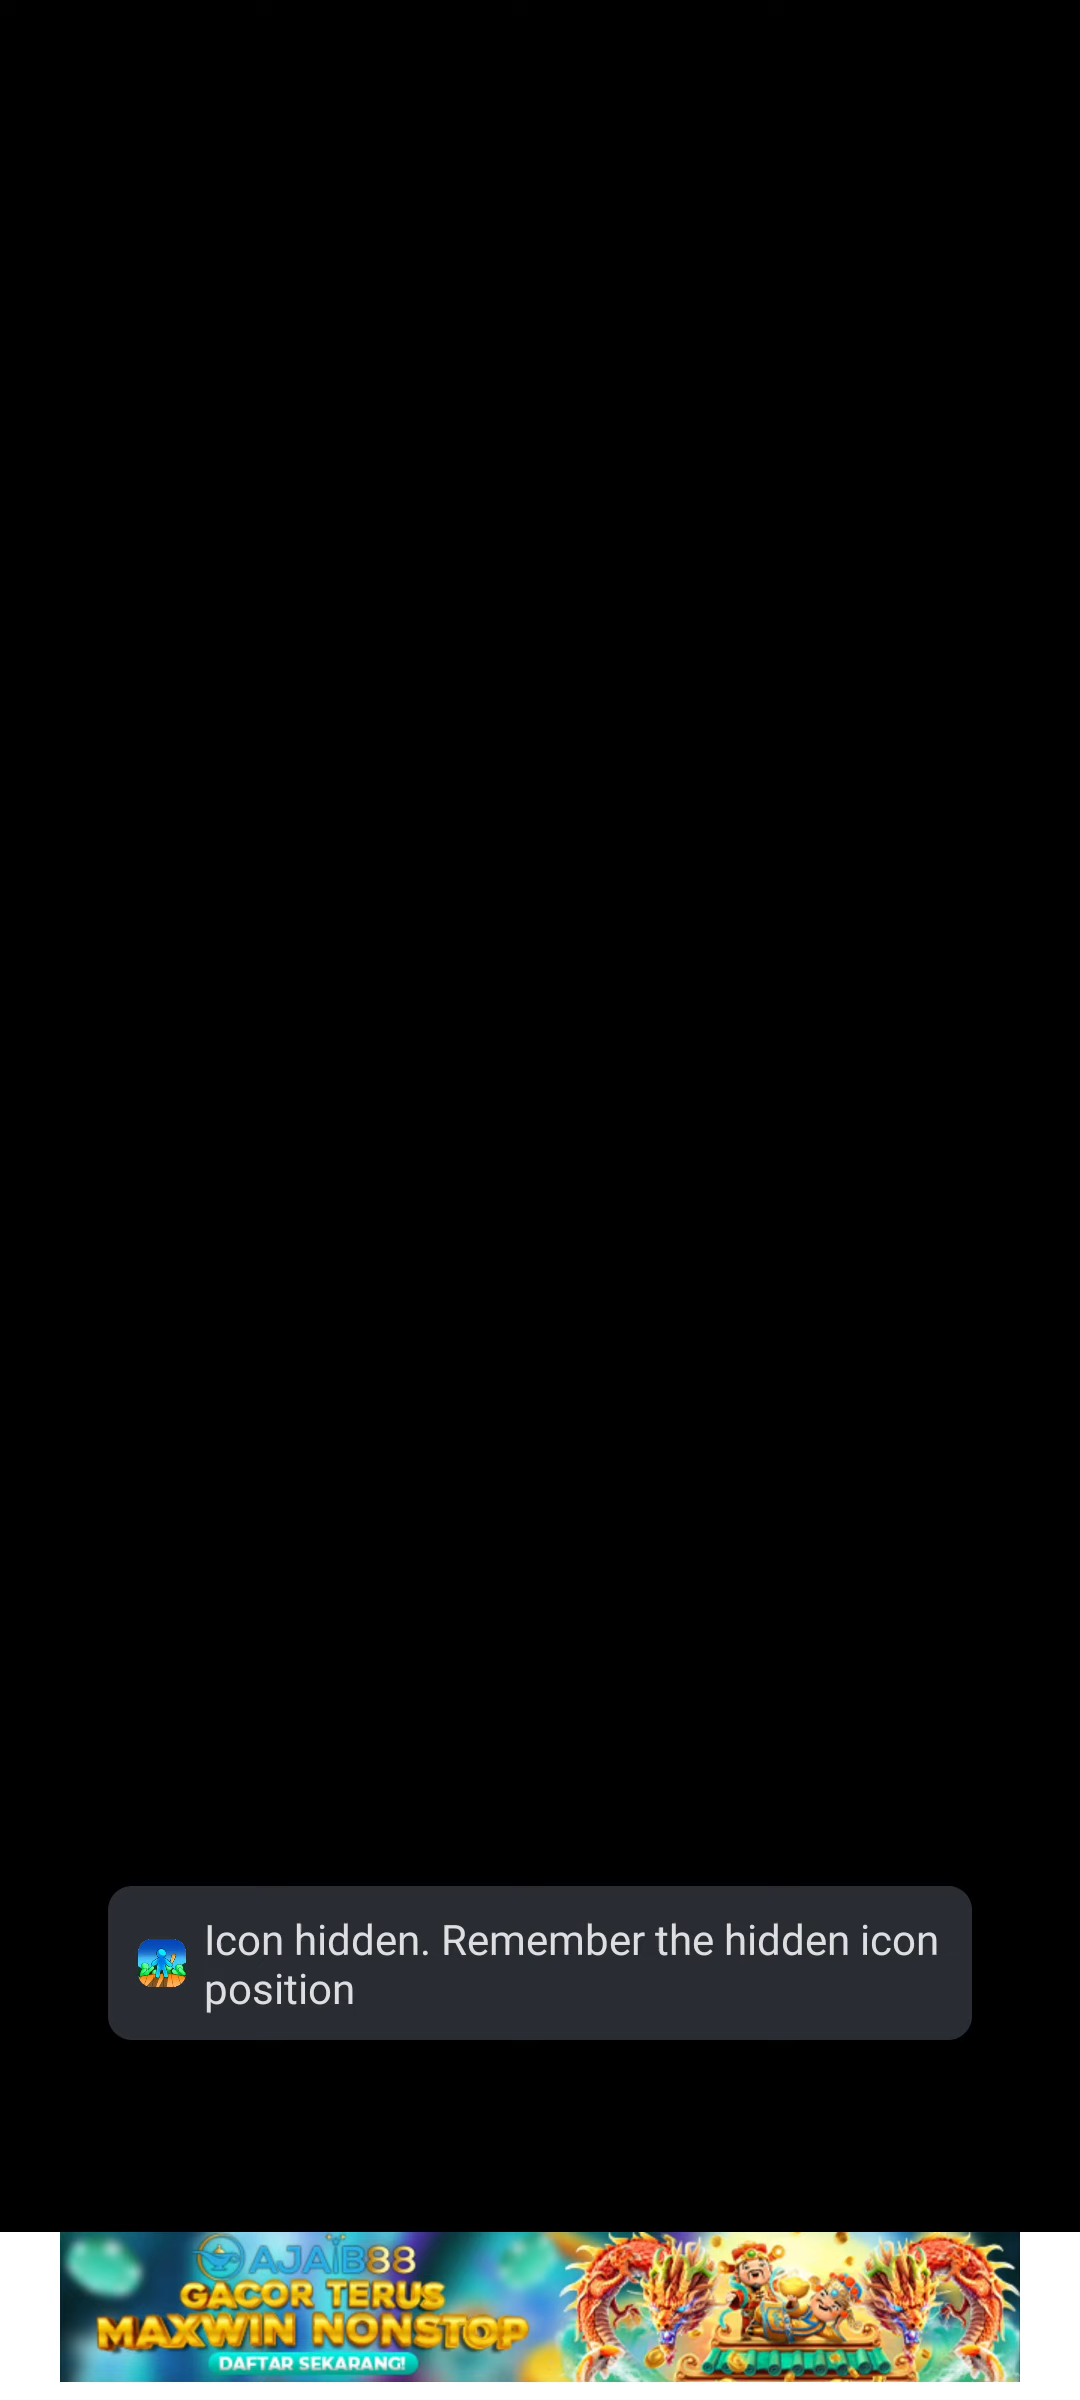 Icon hidden. Remember the hidden icon
position
AJAIB88
GACOR TERUS
MAXWIN NONSTOP
DAFTAR SEKARANG!